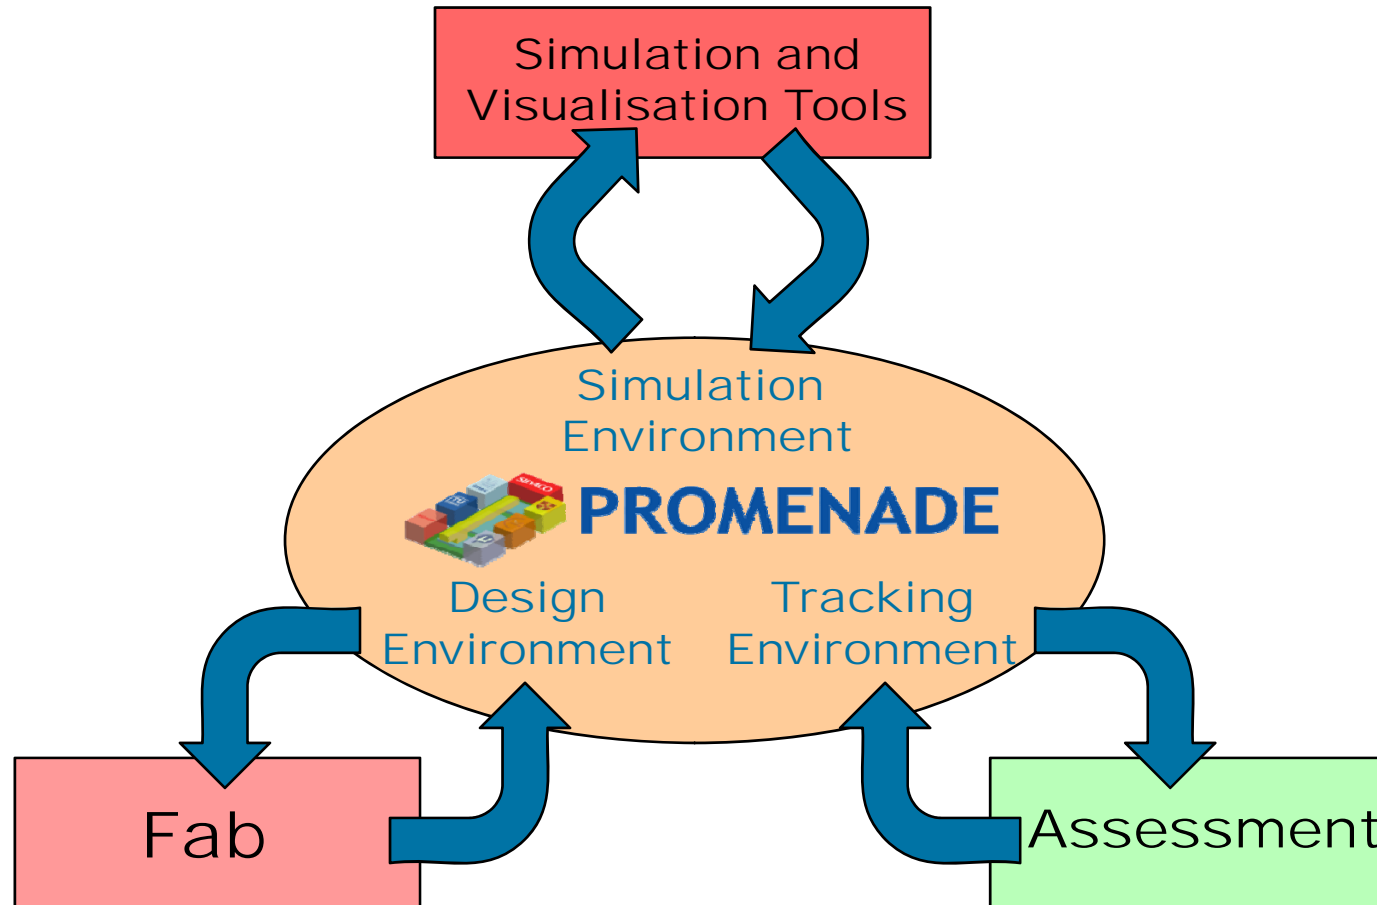 Simulation and
Visualisation Tools
Simulation
Environment
PROMENADE
Design
Environment
Tracking
Environment
Fab
Assessment